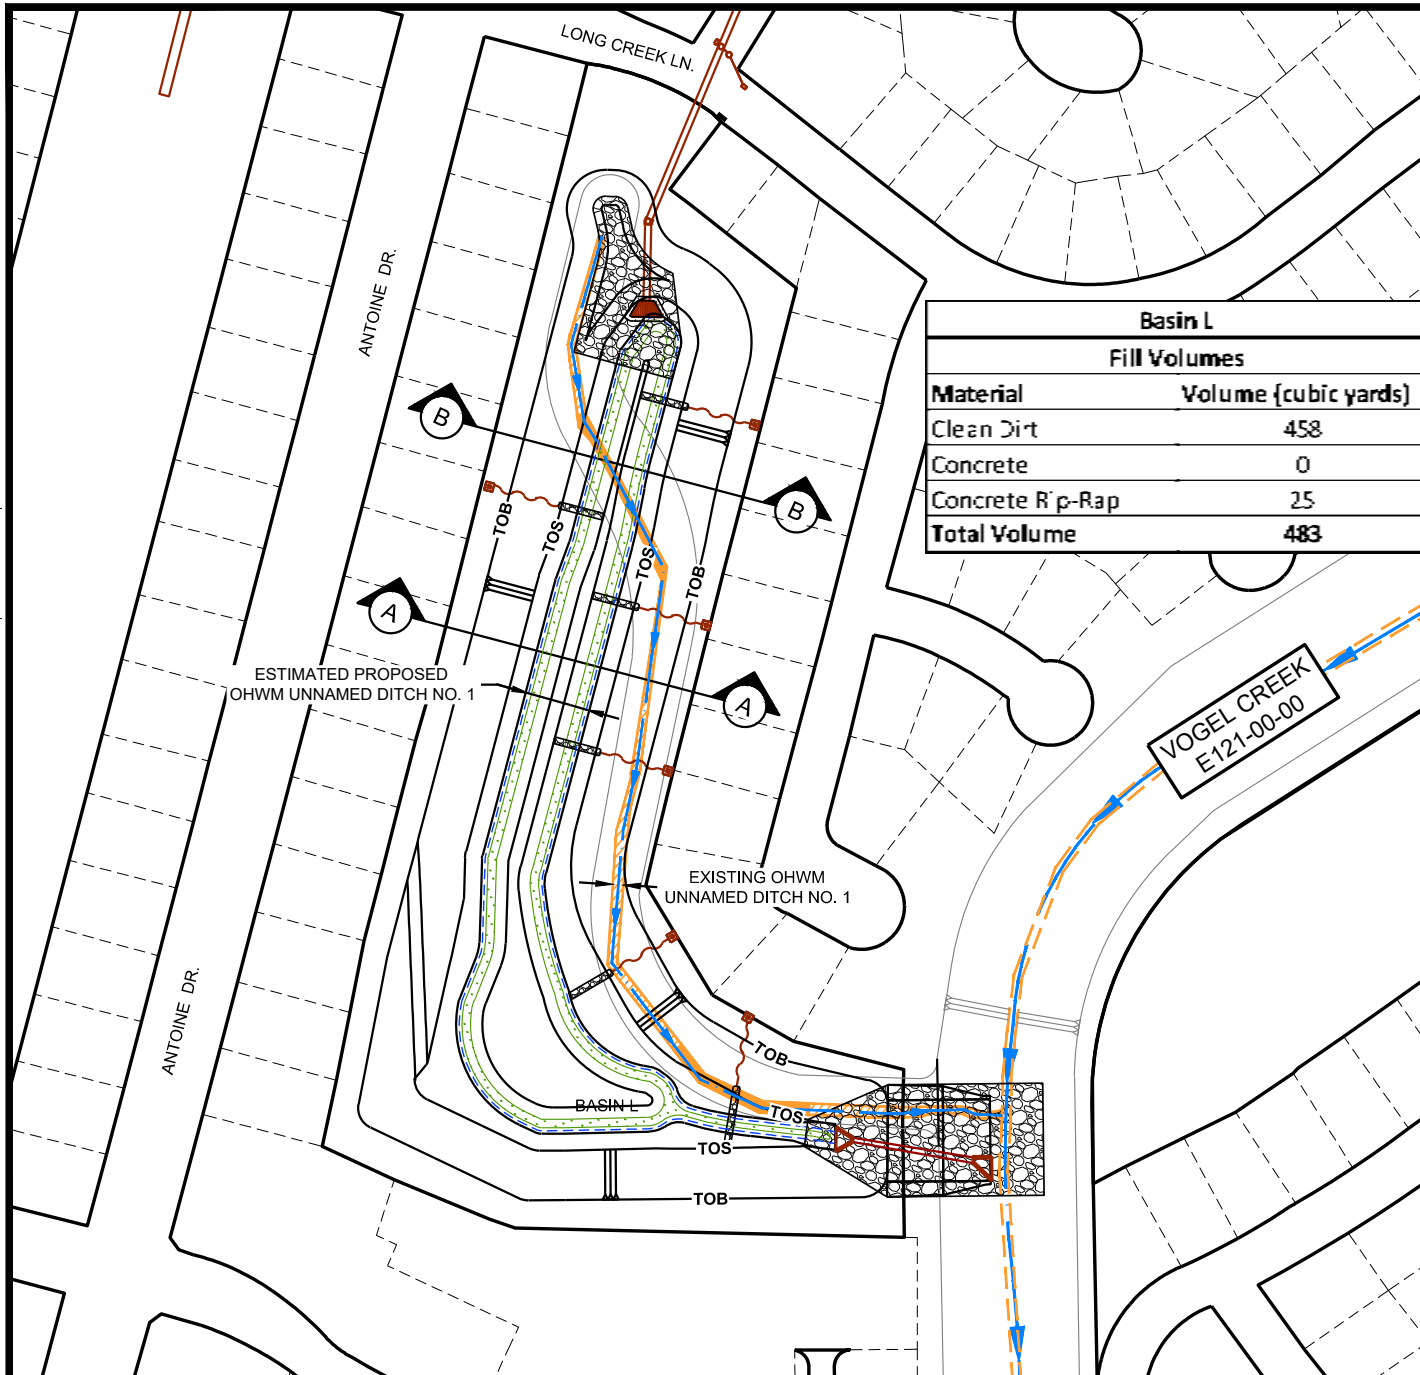 LONG CREEK LN.
ANTOINE DR.
Basin L
Fill Volumes
Material Volume (cubic yards)
Clean Dirt 458
Concrete 0
Concrete Rip-Rap 25
Total Volume 483
B
B
TOB
TOS
TOS
TOB
A
A
ESTIMATED PROPOSED
OHWM UNNAMED DITCH NO. 1
VOGEL CREEK
E121-00-00
EXISTING OHWM
UNNAMED DITCH NO. 1
ANTOINE DR.
TOB
BASIN L
TOS
TOS
TOB